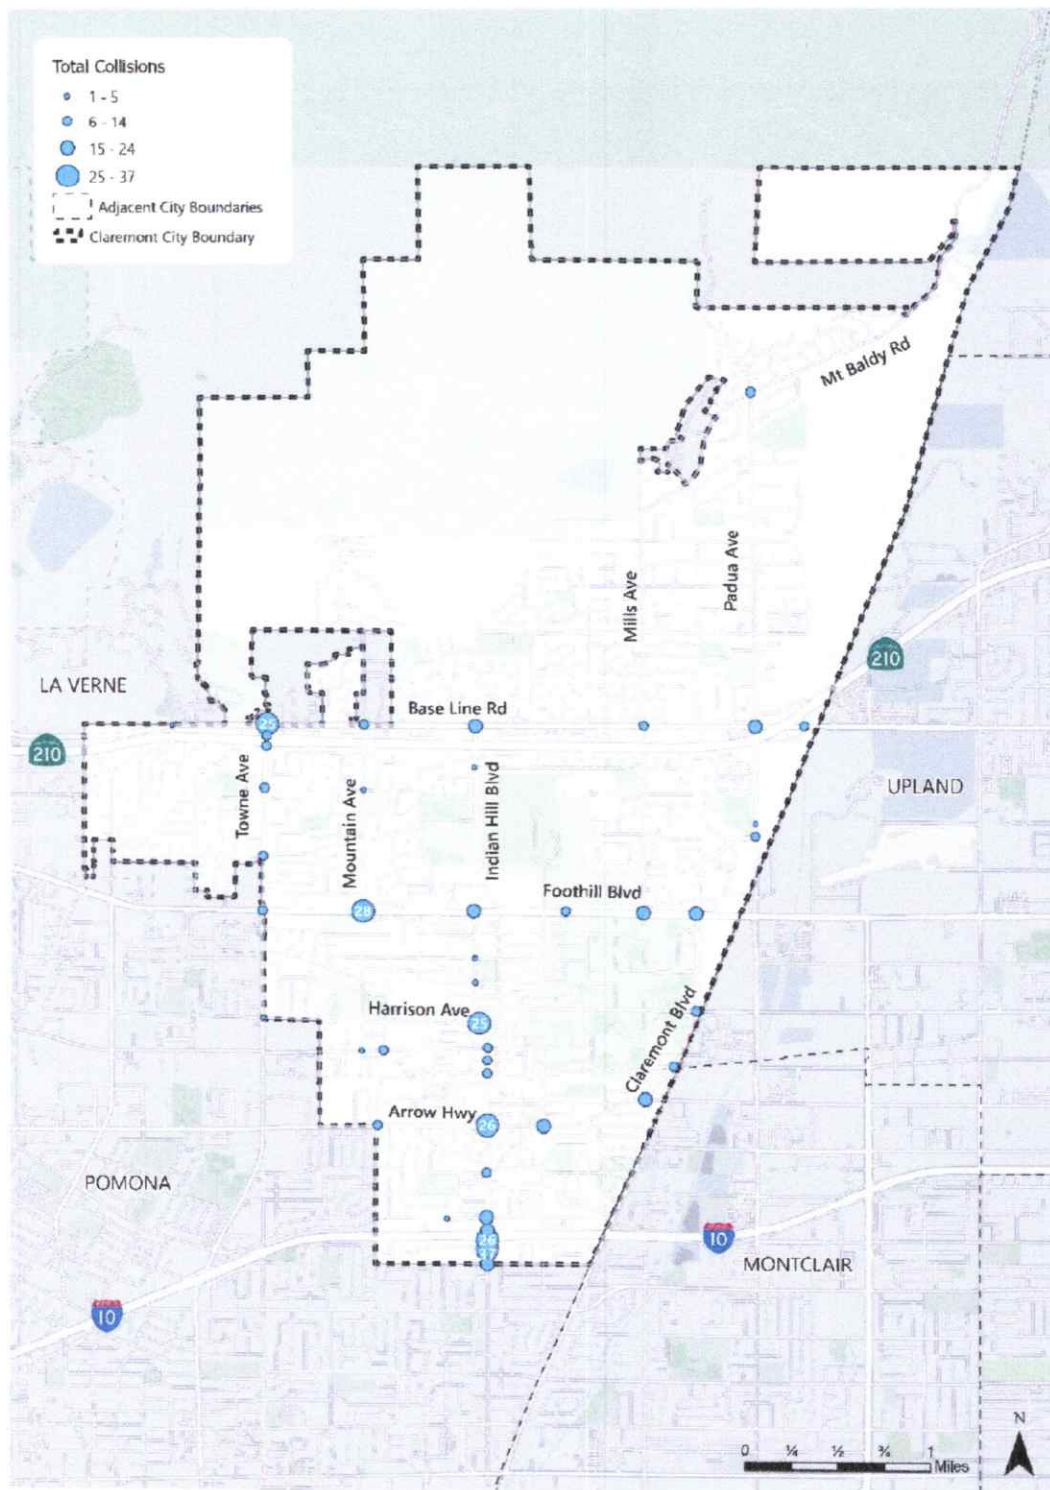 Total Collisions
1 - 5
6 - 14
15 - 24
25 - 37
Adjacent City Boundaries
Claremont City Boundary
Mt Baldy Rd
Padua Ave
Mills Ave
210
LA VERNE
Base Line Rd
25
210
Towne Ave
Mountain Ave
Indian Hill Blvd
UPLAND
Foothill Blvd
28
Harrison Ave
25
Claremont Blvd
Arrow Hwy
26
POMONA
26
37
10
MONTCLAIR
10
N
0 ¼ ½ ¾ 1
Miles